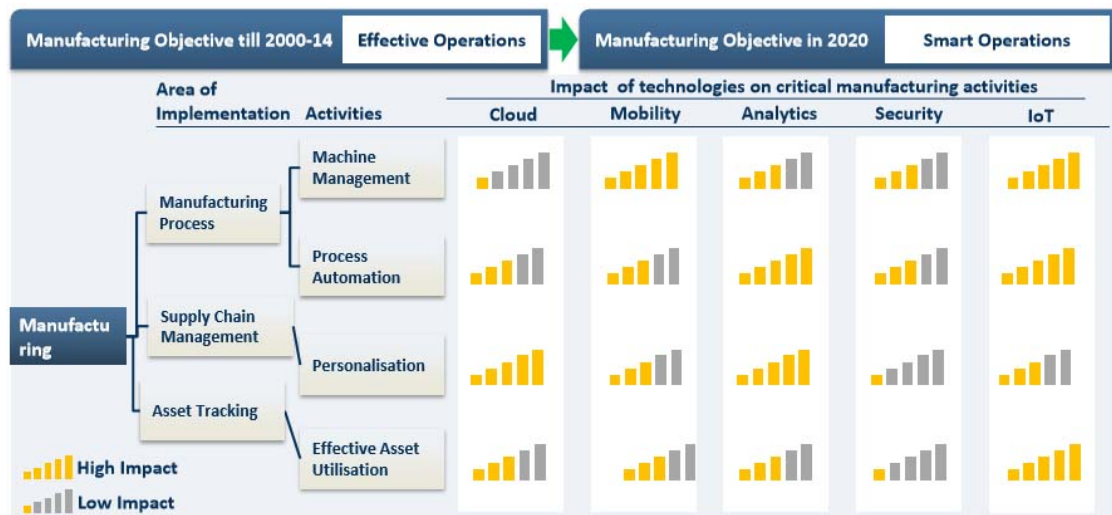 Manufacturing Objective till 2000-14
Effective Operations
Manufacturing Objective in 2020
Smart Operations
Area of
Implementation
Activities
Impact of technologies on critical manufacturing activities
Cloud
Mobility
Analytics
Security
IoT
Machine
Management
Manufacturing
Process
Process
Automation
Manufactu
ring
Supply Chain
Management
Personalisation
Asset Tracking
Effective Asset
Utilisation
High Impact
Low Impact